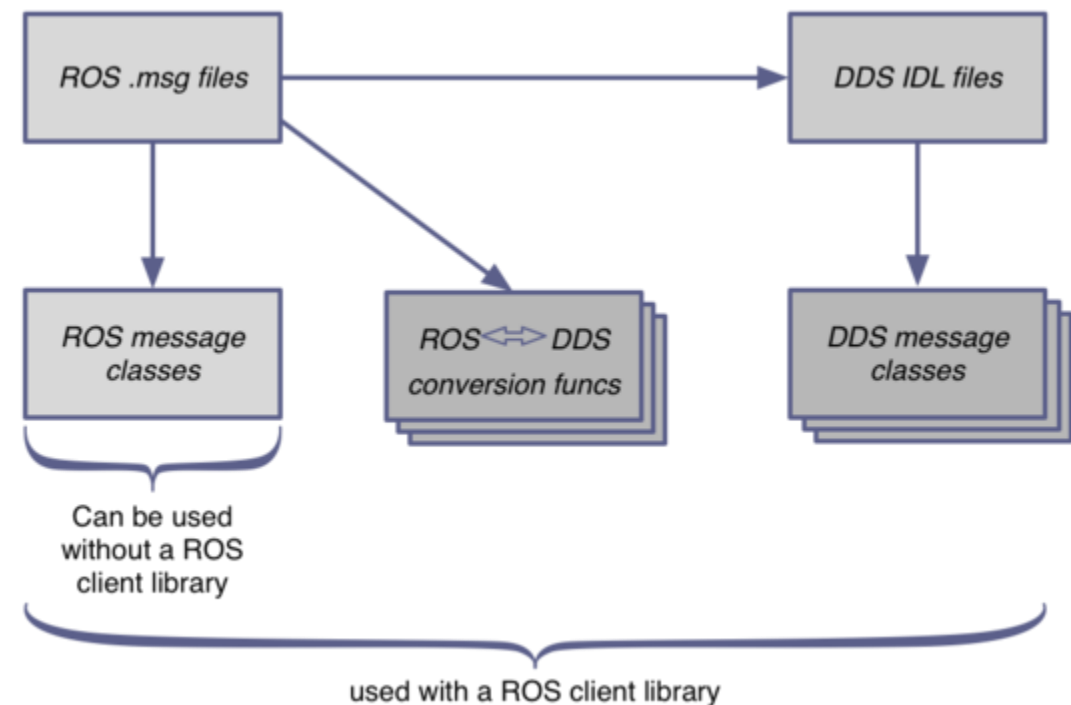 ROS .msg files
DDS IDL files
ROS message
classes
ROS DDS
conversion funcs
DDS message
classes
Can be used
without a ROS
client library
used with a ROS client library